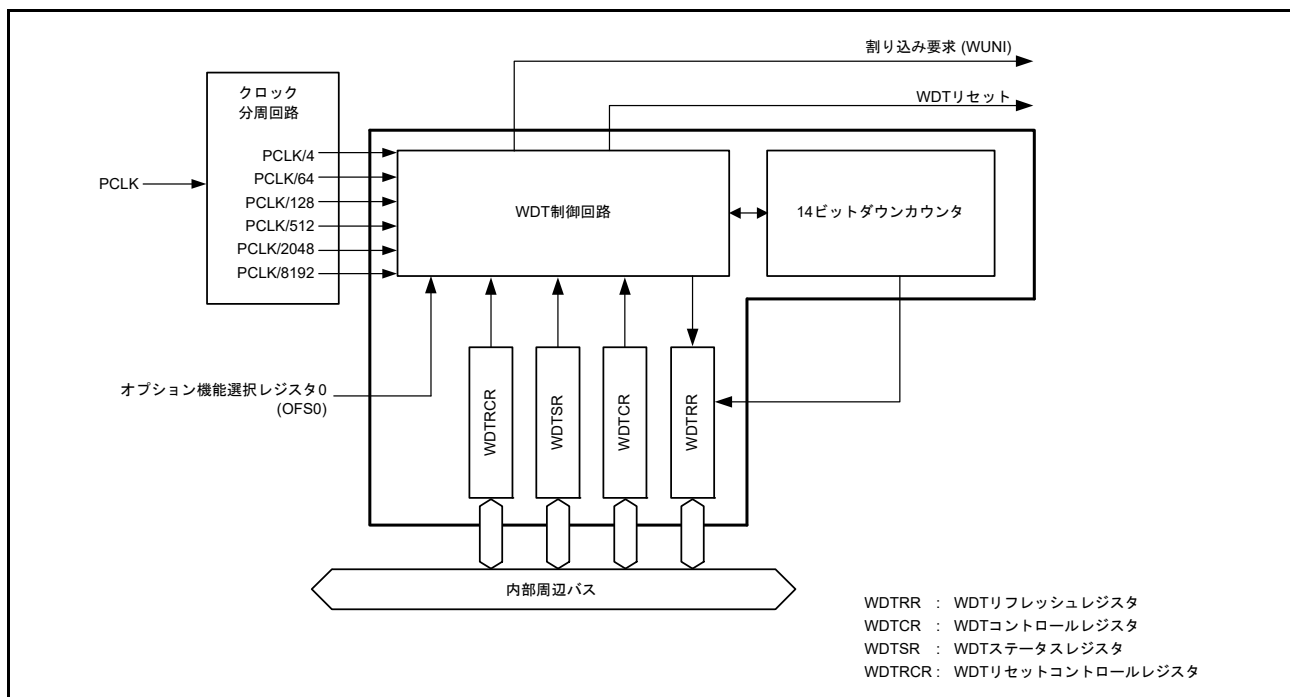 割り込み要求 (WUNI)
WDTリセット
クロック
分周回路
PCLK
PCLK/4
PCLK/64
PCLK/128
PCLK/512
PCLK/2048
PCLK/8192
WDT制御回路
14ビットダウンカウンタ
オプション機能選択レジスタ0
(OFS0)
WDTRCR
WDTSR
WDTCR
WDTRR
内部周辺バス
WDTRR : WDTリフレッシュレジスタ
WDTCR : WDTコントロールレジスタ
WDTSR : WDTステータスレジスタ
WDTRCR : WDTリセットコントロールレジスタ